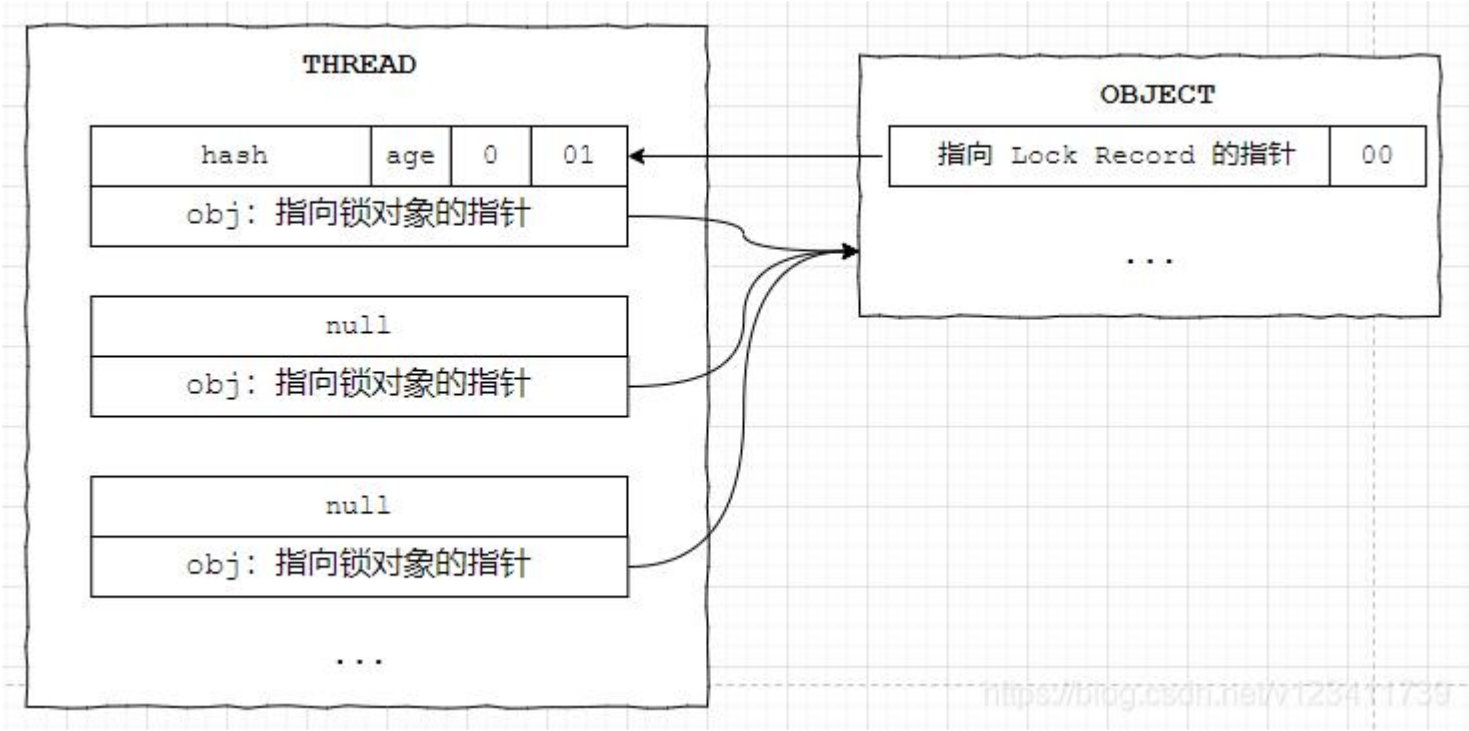 THREAD
hash age 0 01
obj: 指向锁对象的指针
null
obj: 指向锁对象的指针
null
obj: 指向锁对象的指针
...
OBJECT
指向 Lock Record 的指针 00
...
https://blog.csdn.net/v123411739